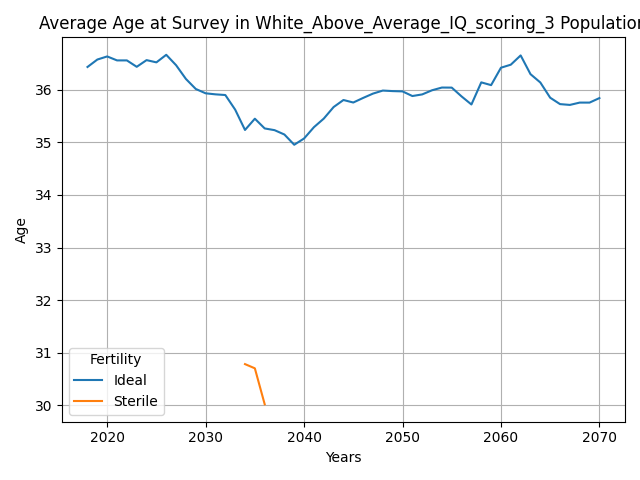 Average Age at Survey in White_Above_Average_IQ_scoring_3 Population
36
35
34
33
32
31
30
Age
Fertility
Ideal
Sterile
2020 2030 2040 2050 2060 2070
Years